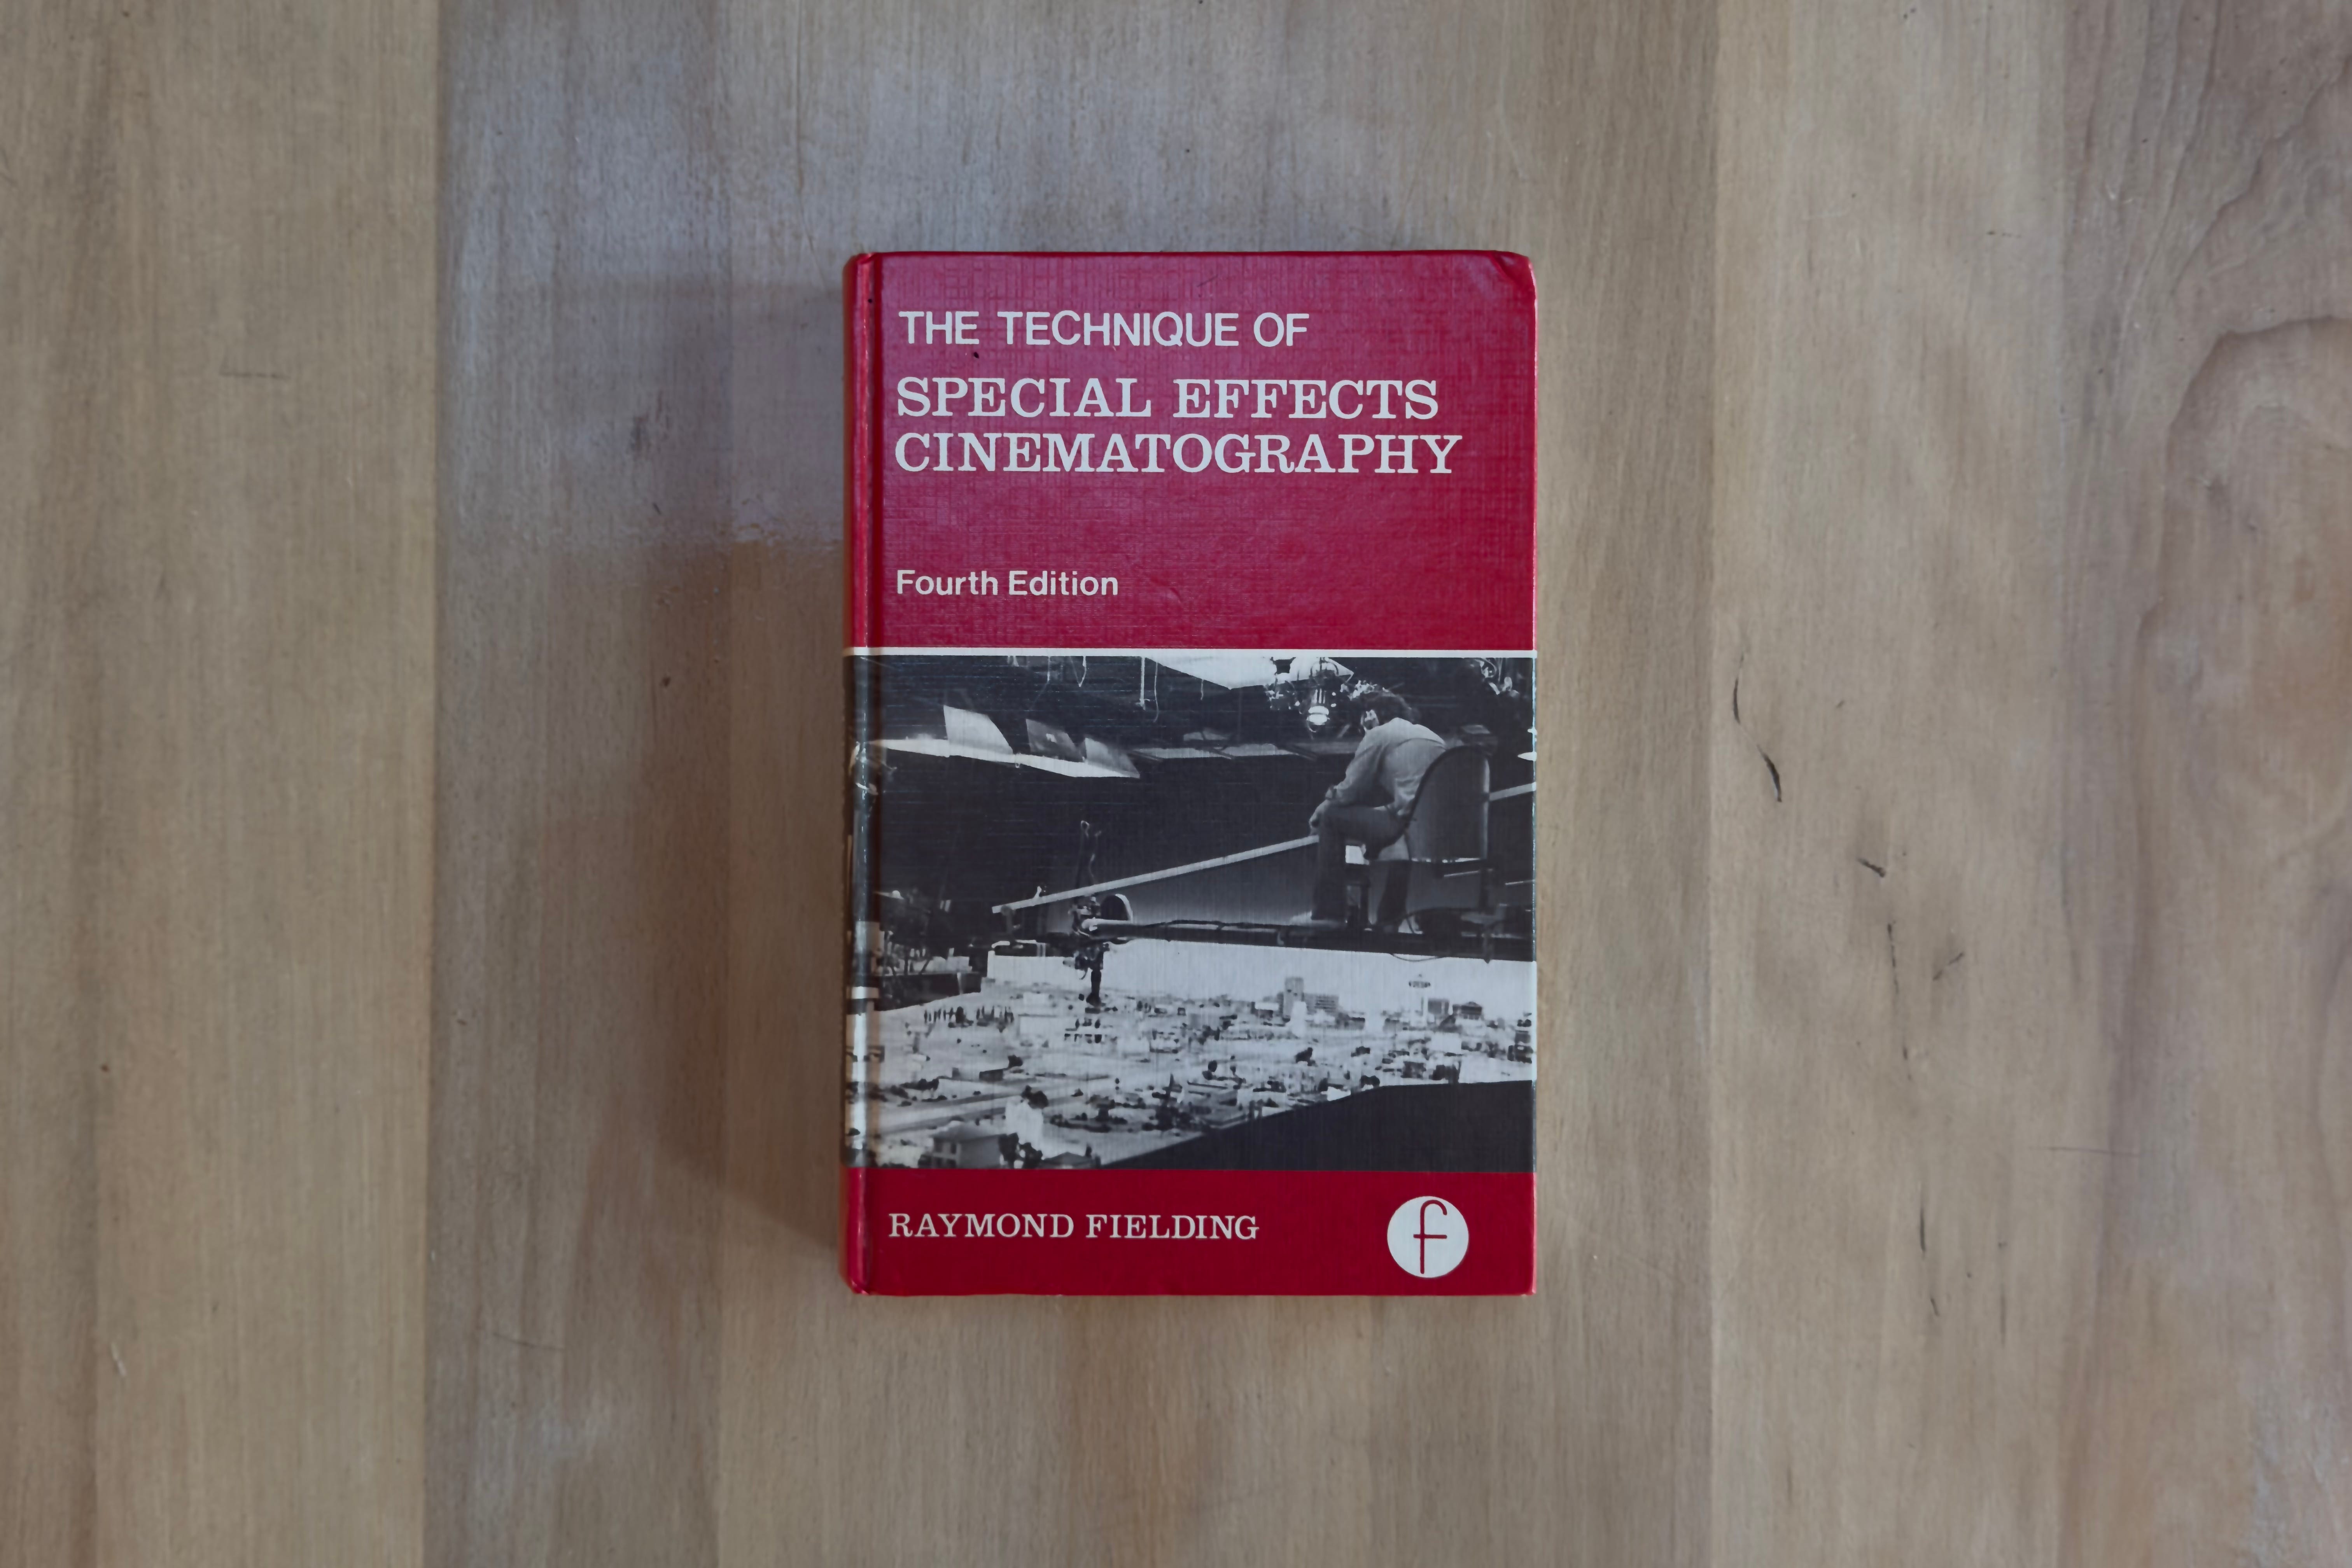 THE TECHNIQUE OF
SPECIAL EFFECTS
CINEMATOGRAPHY
Fourth Edition
RAYMOND FIELDING
f